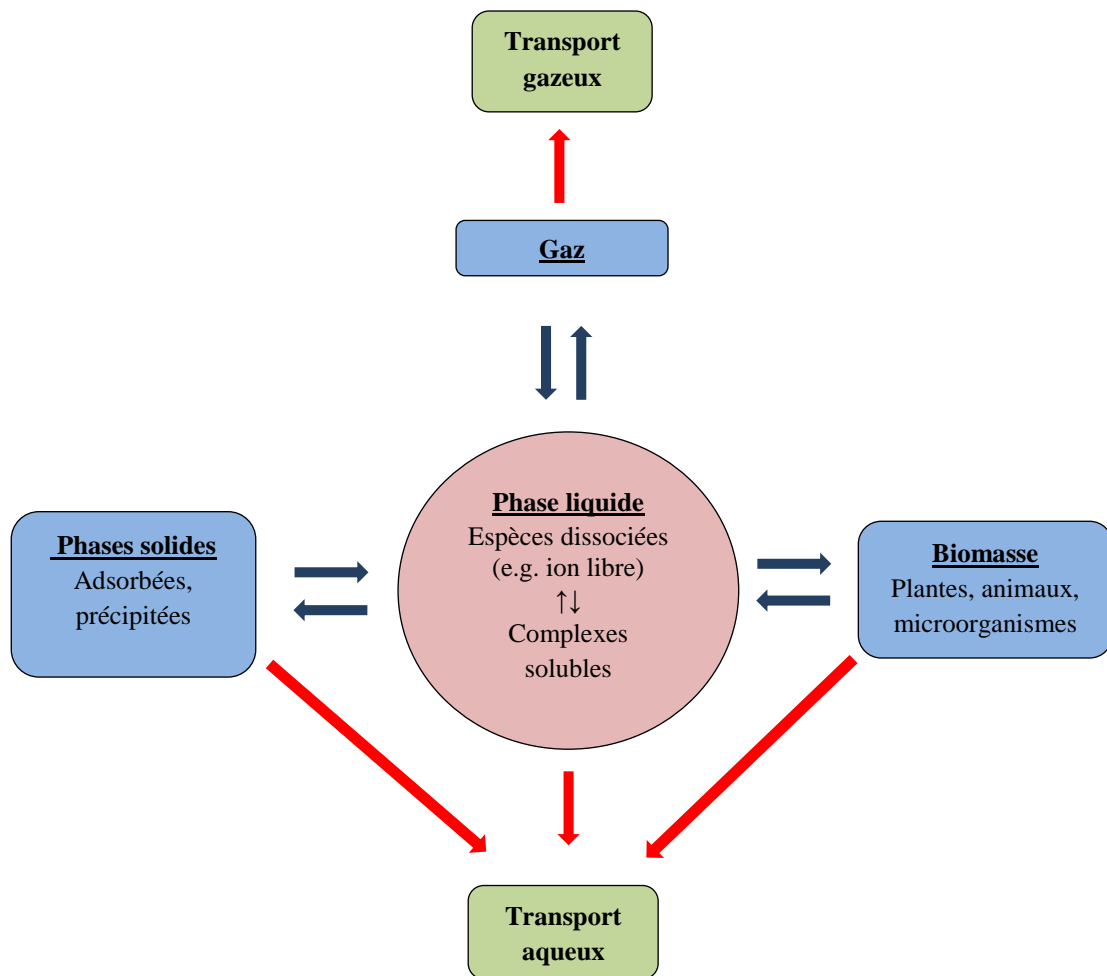 Transport
gazeux
Gaz
Phase liquide
Espèces dissociées
(e.g. ion libre)
↑↓
Complexes
solubles
Phases solides
Adsorbées,
précipitées
Biomasse
Plantes, animaux,
microorganismes
Transport
aqueux